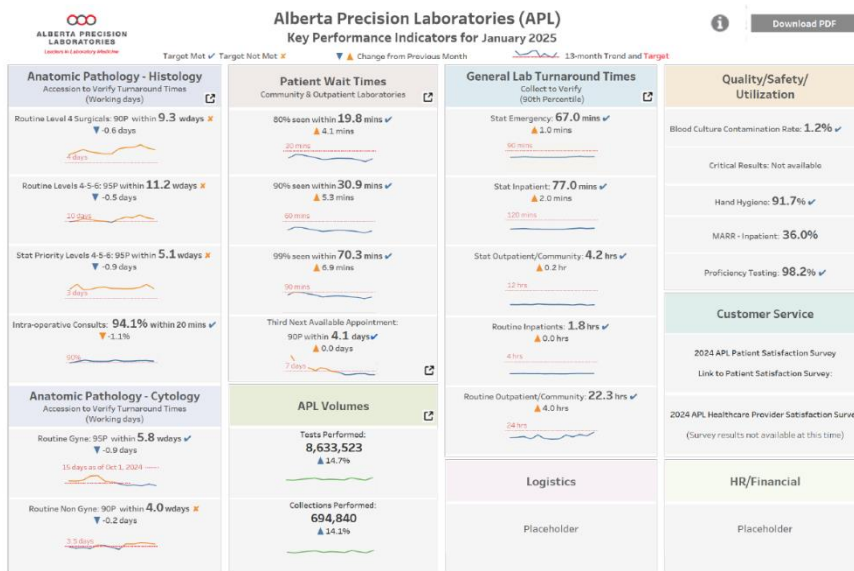 ALBERTA PRECISION
LABORATORIES
Leaders in Laboratory Medicine
Alberta Precision Laboratories (APL)
Key Performance Indicators for January 2025
Download PDF
Target Met ✔ Target Not Met ✘
▼ ▲ Change from Previous Month
13-month Trend and Target
Anatomic Pathology - Histology
Accession to Verify Turnaround Times
(Working days)
Routine Level 4 Surgicals: 90P within 9.3 wdays ✘
▼ -0.6 days
4 days
Routine Levels 4-5-6: 95P within 11.2 wdays ✘
▼ -0.5 days
10 days
Stat Priority Levels 4-5-6: 95P within 5.1 wdays ✘
▼ -0.9 days
3 days
Intra-operative Consults: 94.1% within 20 mins ✔
▼ -1.1%
90%
Anatomic Pathology - Cytology
Accession to Verify Turnaround Times
(Working days)
Routine Gyne: 95P within 5.8 wdays ✔
▼ -0.9 days
15 days as of Oct 1, 2024
Routine Non Gyne: 90P within 4.0 wdays ✘
▼ -0.2 days
3.5 days
Patient Wait Times
Community & Outpatient Laboratories
80% seen within 19.8 mins ✔
▲ 4.1 mins
20 mins
90% seen within 30.9 mins ✔
▲ 5.3 mins
60 mins
99% seen within 70.3 mins ✔
▲ 6.9 mins
90 mins
Third Next Available Appointment:
90P within 4.1 days ✔
▲ 0.0 days
7 days
APL Volumes
Tests Performed:
8,633,523
▲ 14.7%
Collections Performed:
694,840
▲ 14.1%
General Lab Turnaround Times
Collect to Verify
(90th Percentile)
Stat Emergency: 67.0 mins ✔
▲ 1.0 mins
90 mins
Stat Inpatient: 77.0 mins ✔
▲ 2.0 mins
120 mins
Stat Outpatient/Community: 4.2 hrs ✔
▲ 0.2 hr
12 hrs
Routine Inpatients: 1.8 hrs ✔
▲ 0.0 hrs
4 hrs
Routine Outpatient/Community: 22.3 hrs ✔
▲ 4.0 hrs
24 hrs
Logistics
Placeholder
Quality/Safety/
Utilization
Blood Culture Contamination Rate: 1.2% ✔
Critical Results: Not available
Hand Hygiene: 91.7% ✔
MARR - Inpatient: 36.0%
Proficiency Testing: 98.2% ✔
Customer Service
2024 APL Patient Satisfaction Survey
Link to Patient Satisfaction Survey:
2024 APL Healthcare Provider Satisfaction Surve
(Survey results not available at this time)
HR/Financial
Placeholder